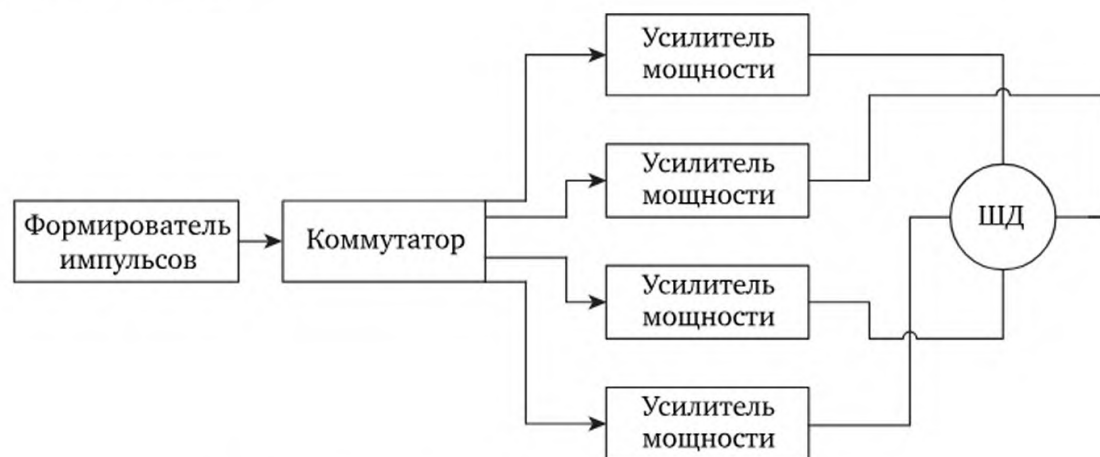 Усилитель
мощности
Усилитель
мощности
Формирователь
импульсов
Коммутатор
ШД
Усилитель
мощности
Усилитель
мощности